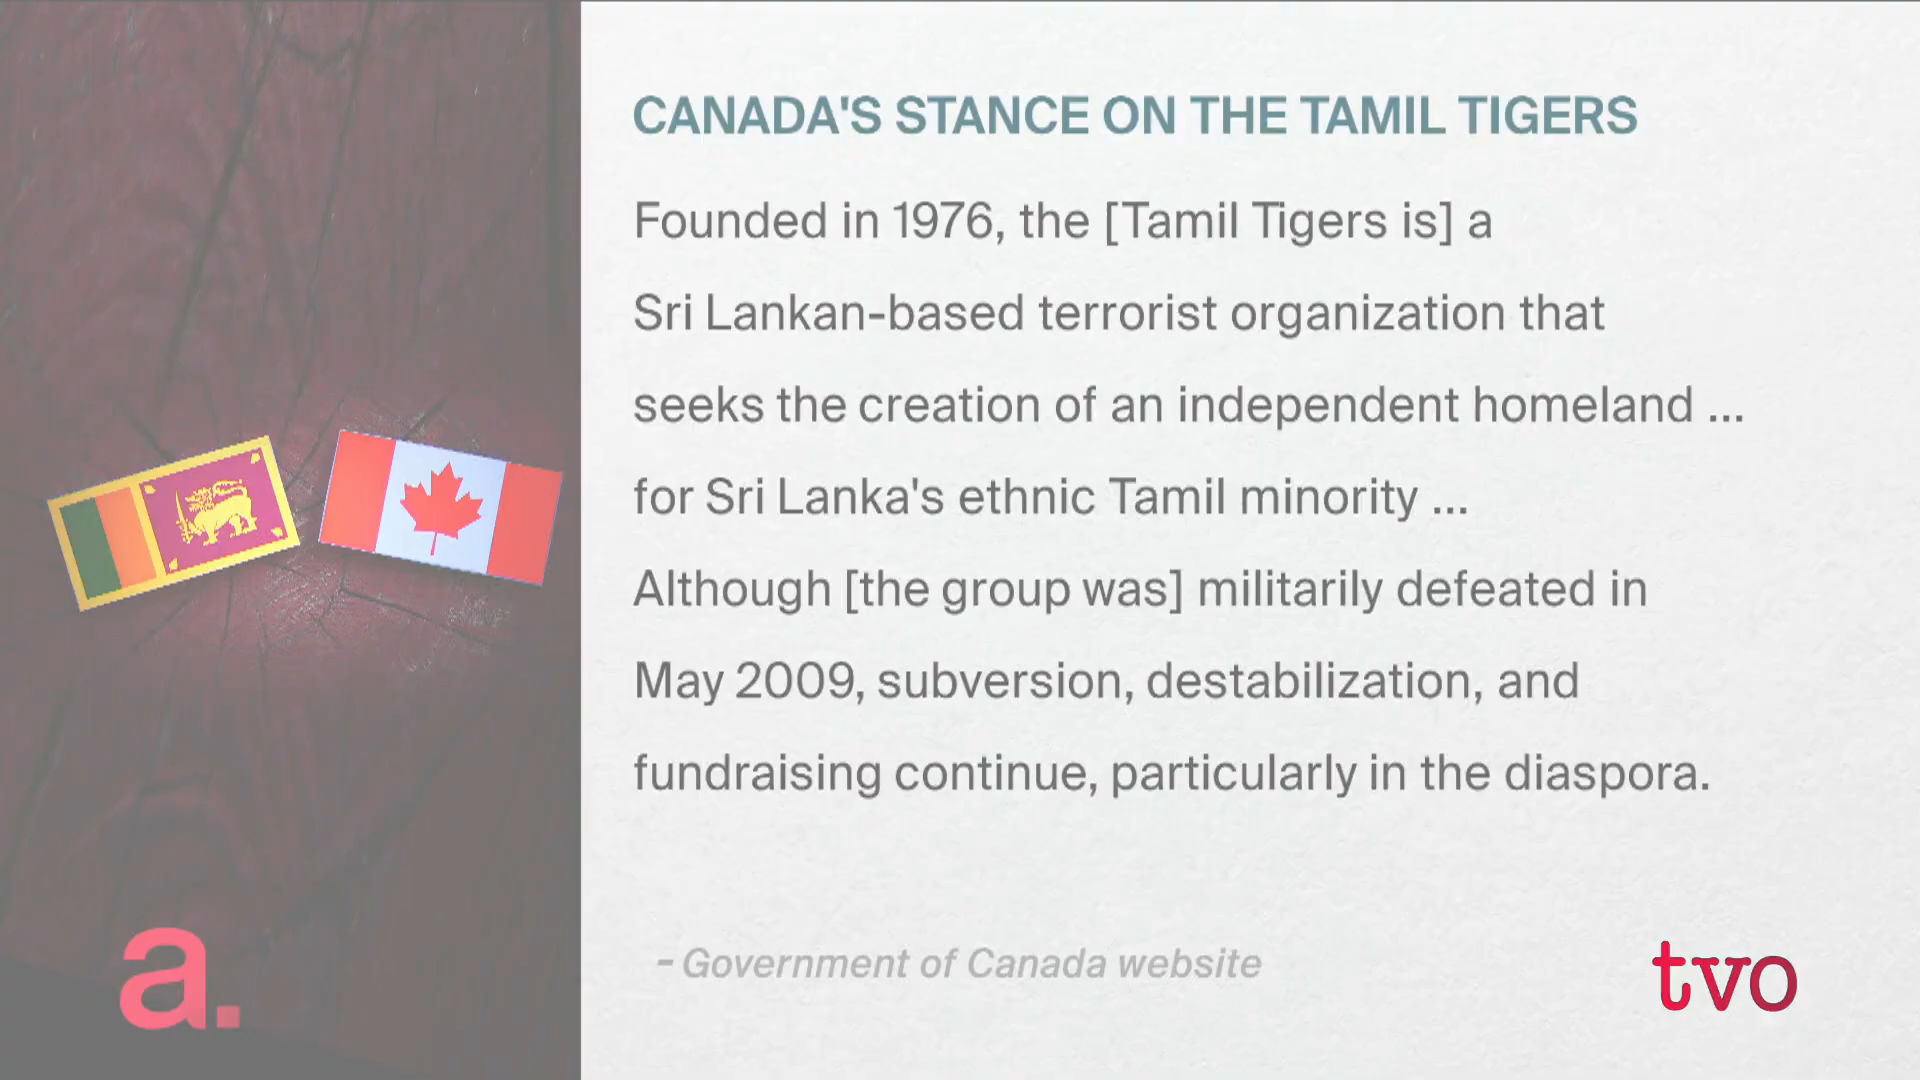 CANADA'S STANCE ON THE TAMIL TIGERS
Founded in 1976, the [Tamil Tigers is] a
Sri Lankan-based terrorist organization that
seeks the creation of an independent homeland ...
for Sri Lanka's ethnic Tamil minority ...
Although [the group was] militarily defeated in
May 2009, subversion, destabilization, and
fundraising continue, particularly in the diaspora.
- Government of Canada website
a.
tvo